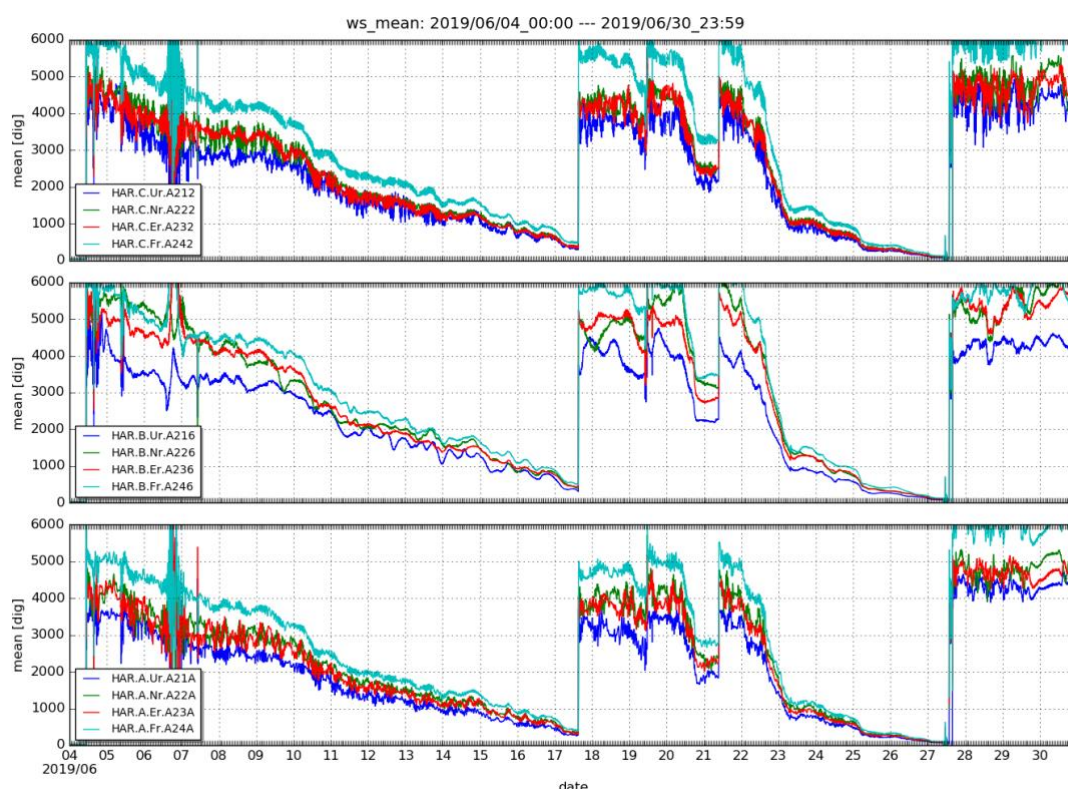 ws_mean: 2019/06/04_00:00 --- 2019/06/30_23:59
6000
5000
4000
3000
2000
1000
0
mean [dig]
HAR.C.Ur.A212
HAR.C.Nr.A222
HAR.C.Er.A232
HAR.C.Fr.A242
6000
5000
4000
3000
2000
1000
0
mean [dig]
HAR.B.Ur.A216
HAR.B.Nr.A226
HAR.B.Er.A236
HAR.B.Fr.A246
6000
5000
4000
3000
2000
1000
0
mean [dig]
HAR.A.Ur.A21A
HAR.A.Nr.A22A
HAR.A.Er.A23A
HAR.A.Fr.A24A
04 05 06 07 08 09 10 11 12 13 14 15 16 17 18 19 20 21 22 23 24 25 26 27 28 29 30
2019/06
date